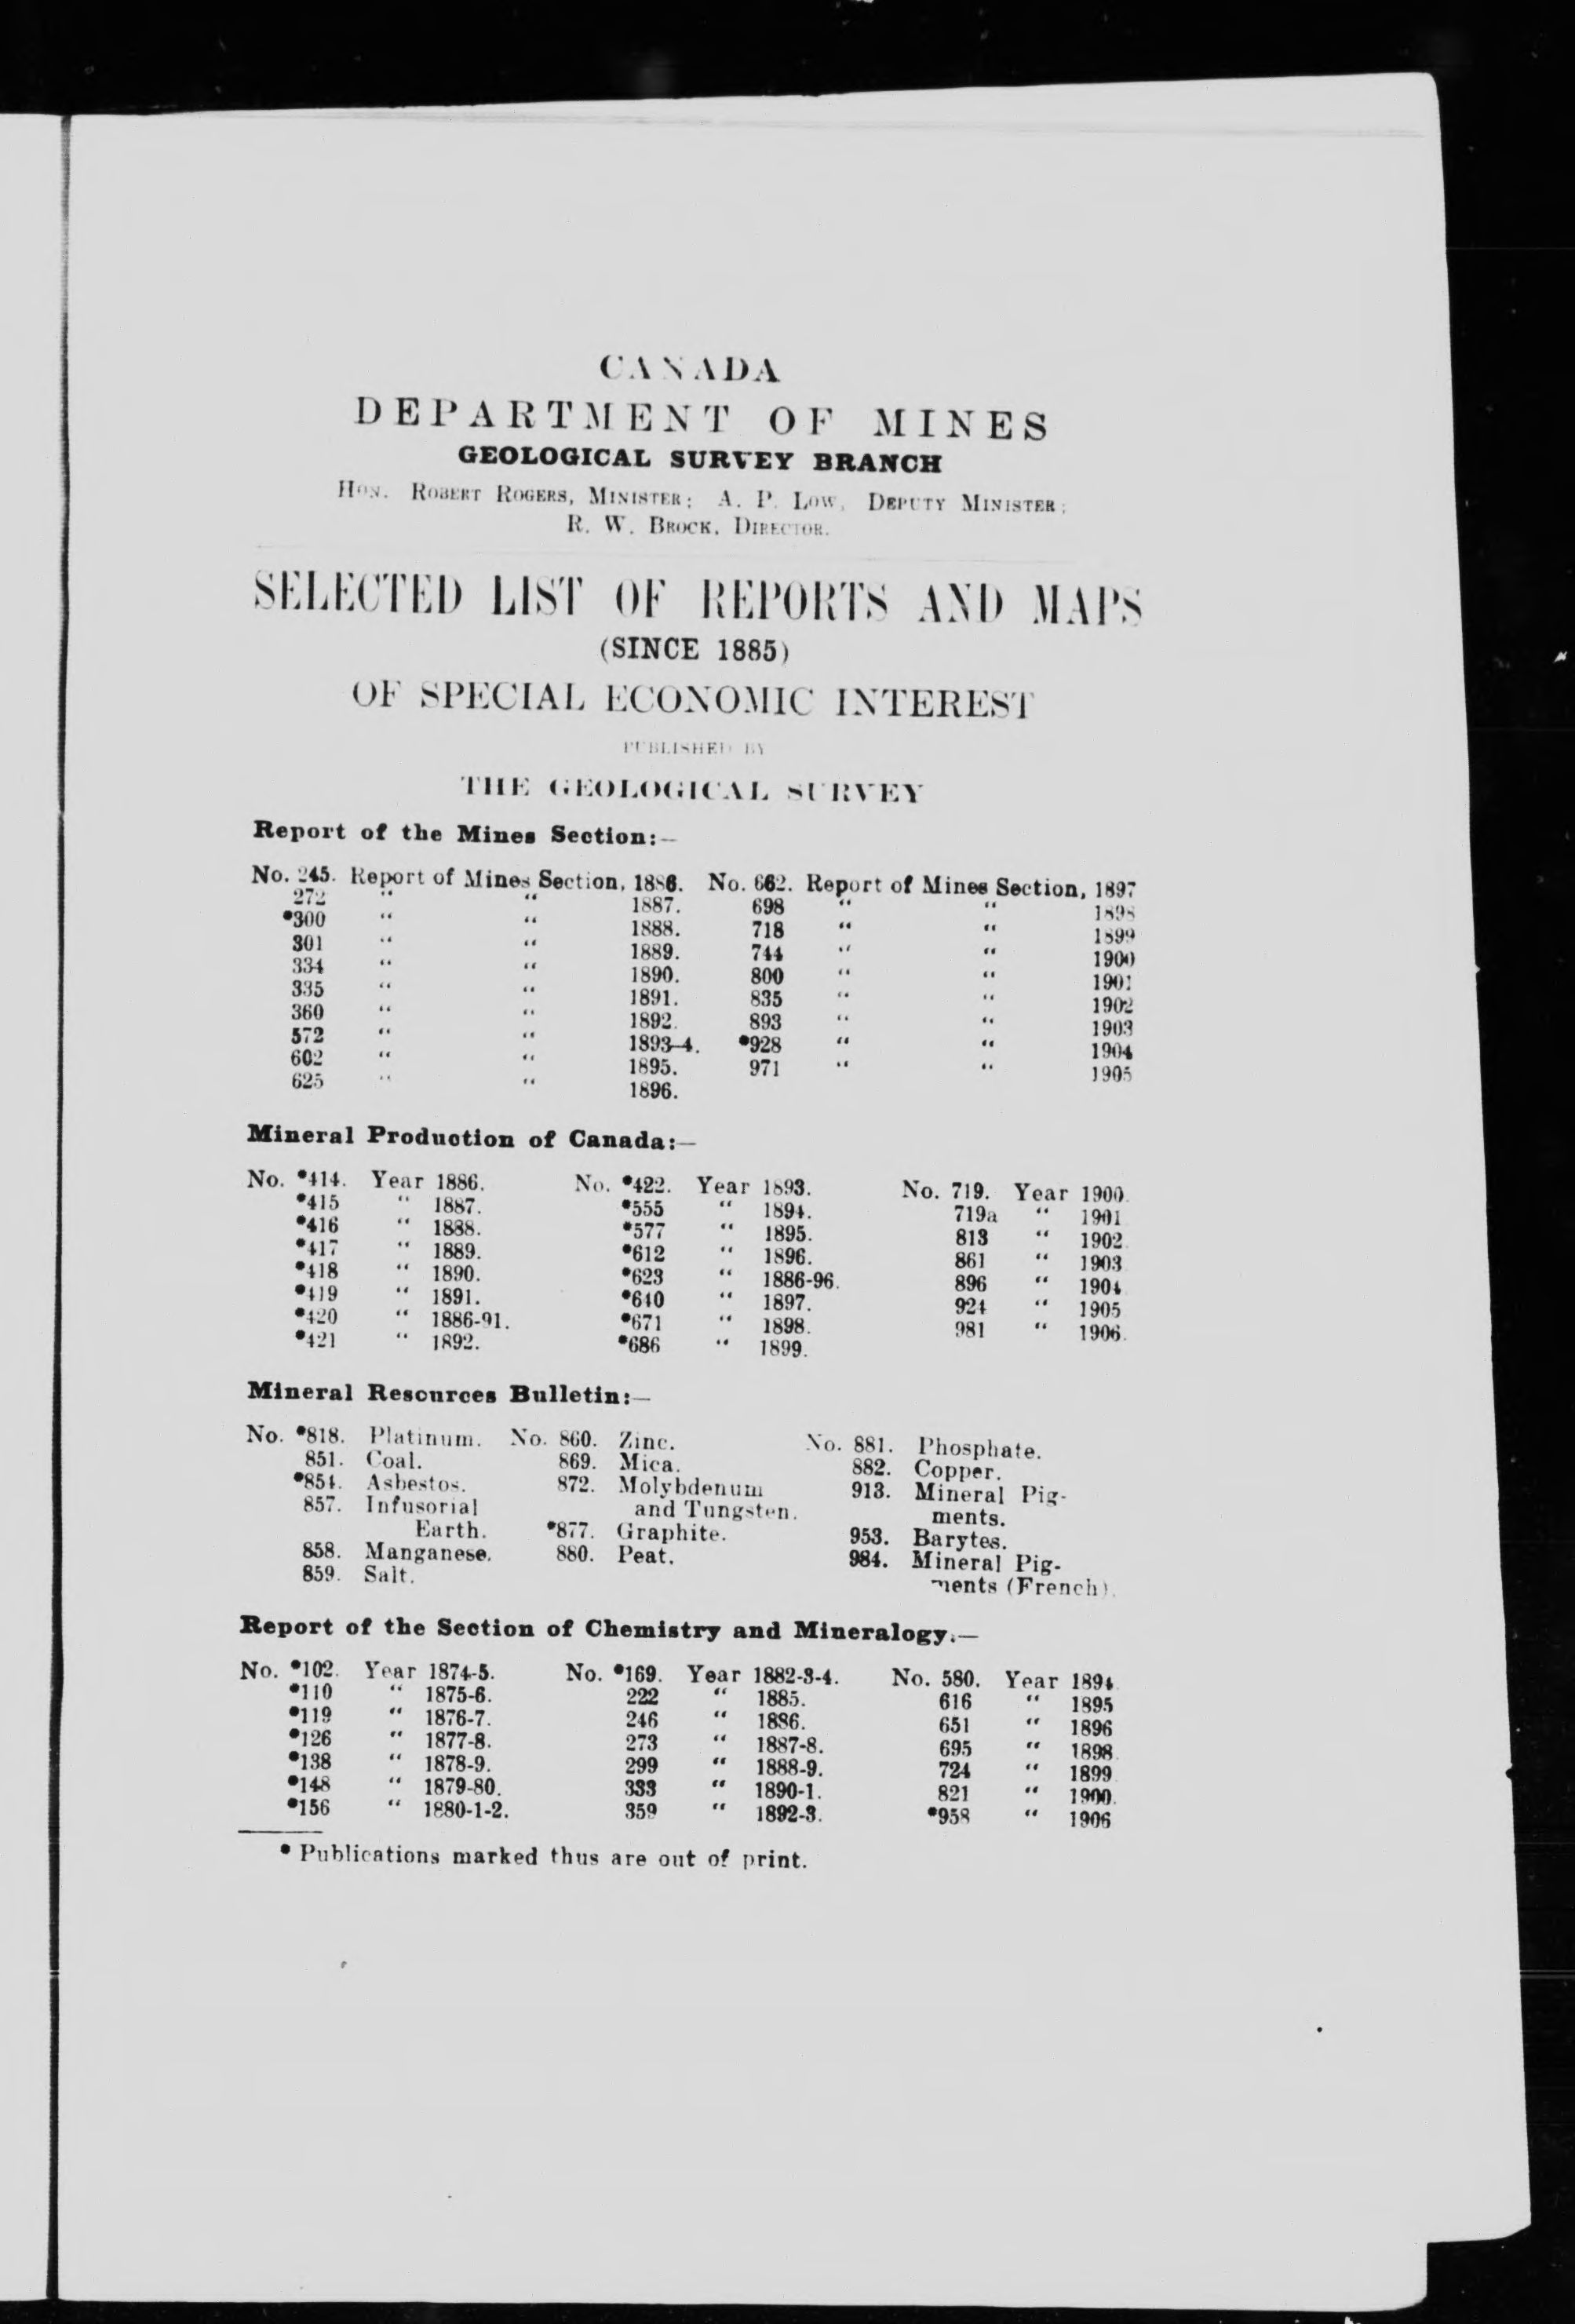 CANADA
DEPARTMENT OF MINES
GEOLOGICAL SURVEY BRANCH
HON. ROBERT ROGERS, MINISTER; A. P. LOW, DEPUTY MINISTER;
R. W. BROCK, DIRECTOR.
SELECTED LIST OF REPORTS AND MAPS
(SINCE 1885)
OF SPECIAL ECONOMIC INTEREST
PUBLISHED BY
THE GEOLOGICAL SURVEY
Report of the Mines Section:—
No. 245. Report of Mines Section, 1886. No. 662. Report of Mines Section, 1897
272 " " 1887. 698 " " 1898
*300 " " 1888. 718 " " 1899
301 " " 1889. 744 " " 1900
334 " " 1890. 800 " " 1901
335 " " 1891. 835 " " 1902
360 " " 1892. 893 " " 1903
572 " " 1893-4. *928 " " 1904
602 " " 1895. 971 " " 1905
625 " " 1896.
Mineral Production of Canada:—
No. *414. Year 1886. No. *422. Year 1893. No. 719. Year 1900.
*415 " 1887. *555 " 1894. 719a " 1901
*416 " 1888. *577 " 1895. 813 " 1902.
*417 " 1889. *612 " 1896. 861 " 1903
*418 " 1890. *623 " 1886-96. 896 " 1904
*419 " 1891. *640 " 1897. 924 " 1905
*420 " 1886-91. *671 " 1898. 981 " 1906.
*421 " 1892. *686 " 1899.
Mineral Resources Bulletin:—
No. *818. Platinum. No. 860. Zinc. No. 881. Phosphate.
851. Coal. 869. Mica. 882. Copper.
*854. Asbestos. 872. Molybdenum 913. Mineral Pig-
857. Infusorial and Tungsten. ments.
Earth. *877. Graphite. 953. Barytes.
858. Manganese. 880. Peat. 984. Mineral Pig-
859. Salt. ments (French).
Report of the Section of Chemistry and Mineralogy.—
No. *102. Year 1874-5. No. *169. Year 1882-3-4. No. 580. Year 1894
*110 " 1875-6. 222 " 1885. 616 " 1895
*119 " 1876-7. 246 " 1886. 651 " 1896
*126 " 1877-8. 273 " 1887-8. 695 " 1898.
*138 " 1878-9. 299 " 1888-9. 724 " 1899
*148 " 1879-80. 333 " 1890-1. 821 " 1900.
*156 " 1880-1-2. 359 " 1892-3. *958 " 1906
* Publications marked thus are out of print.